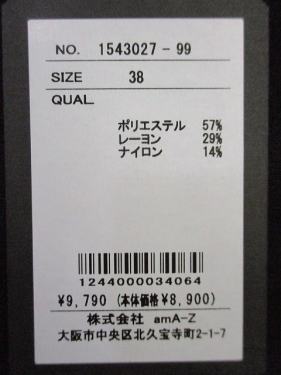 NO. 1543027-99
SIZE 38
QUAL.
ポリエステル 57%
レーヨン 29%
ナイロン 14%
1244000034064
¥9,790 (本体価格¥8,900)
株式会社 amA-Z
大阪市中央区北久宝寺町2-1-7